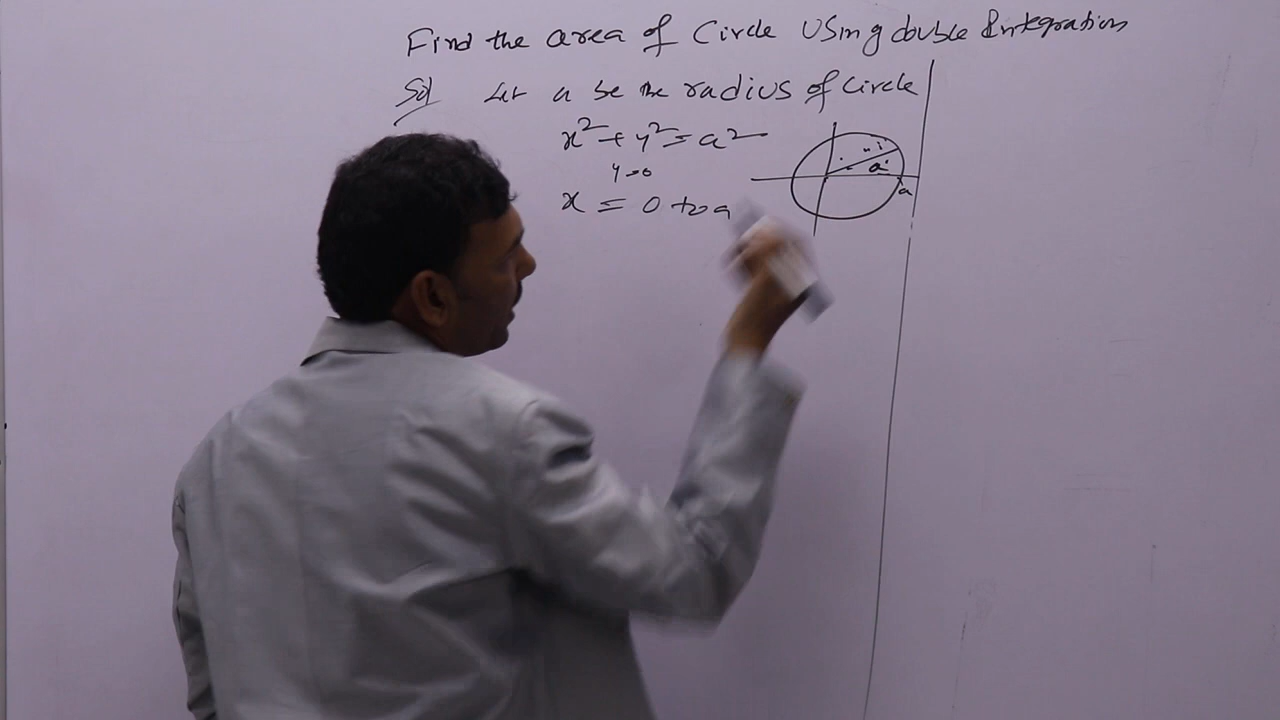 Find the area of Circle Using double Integration
Sol Let a be the radius of Circle
x² + y² = a²
y=0
x = 0 to a
a
a